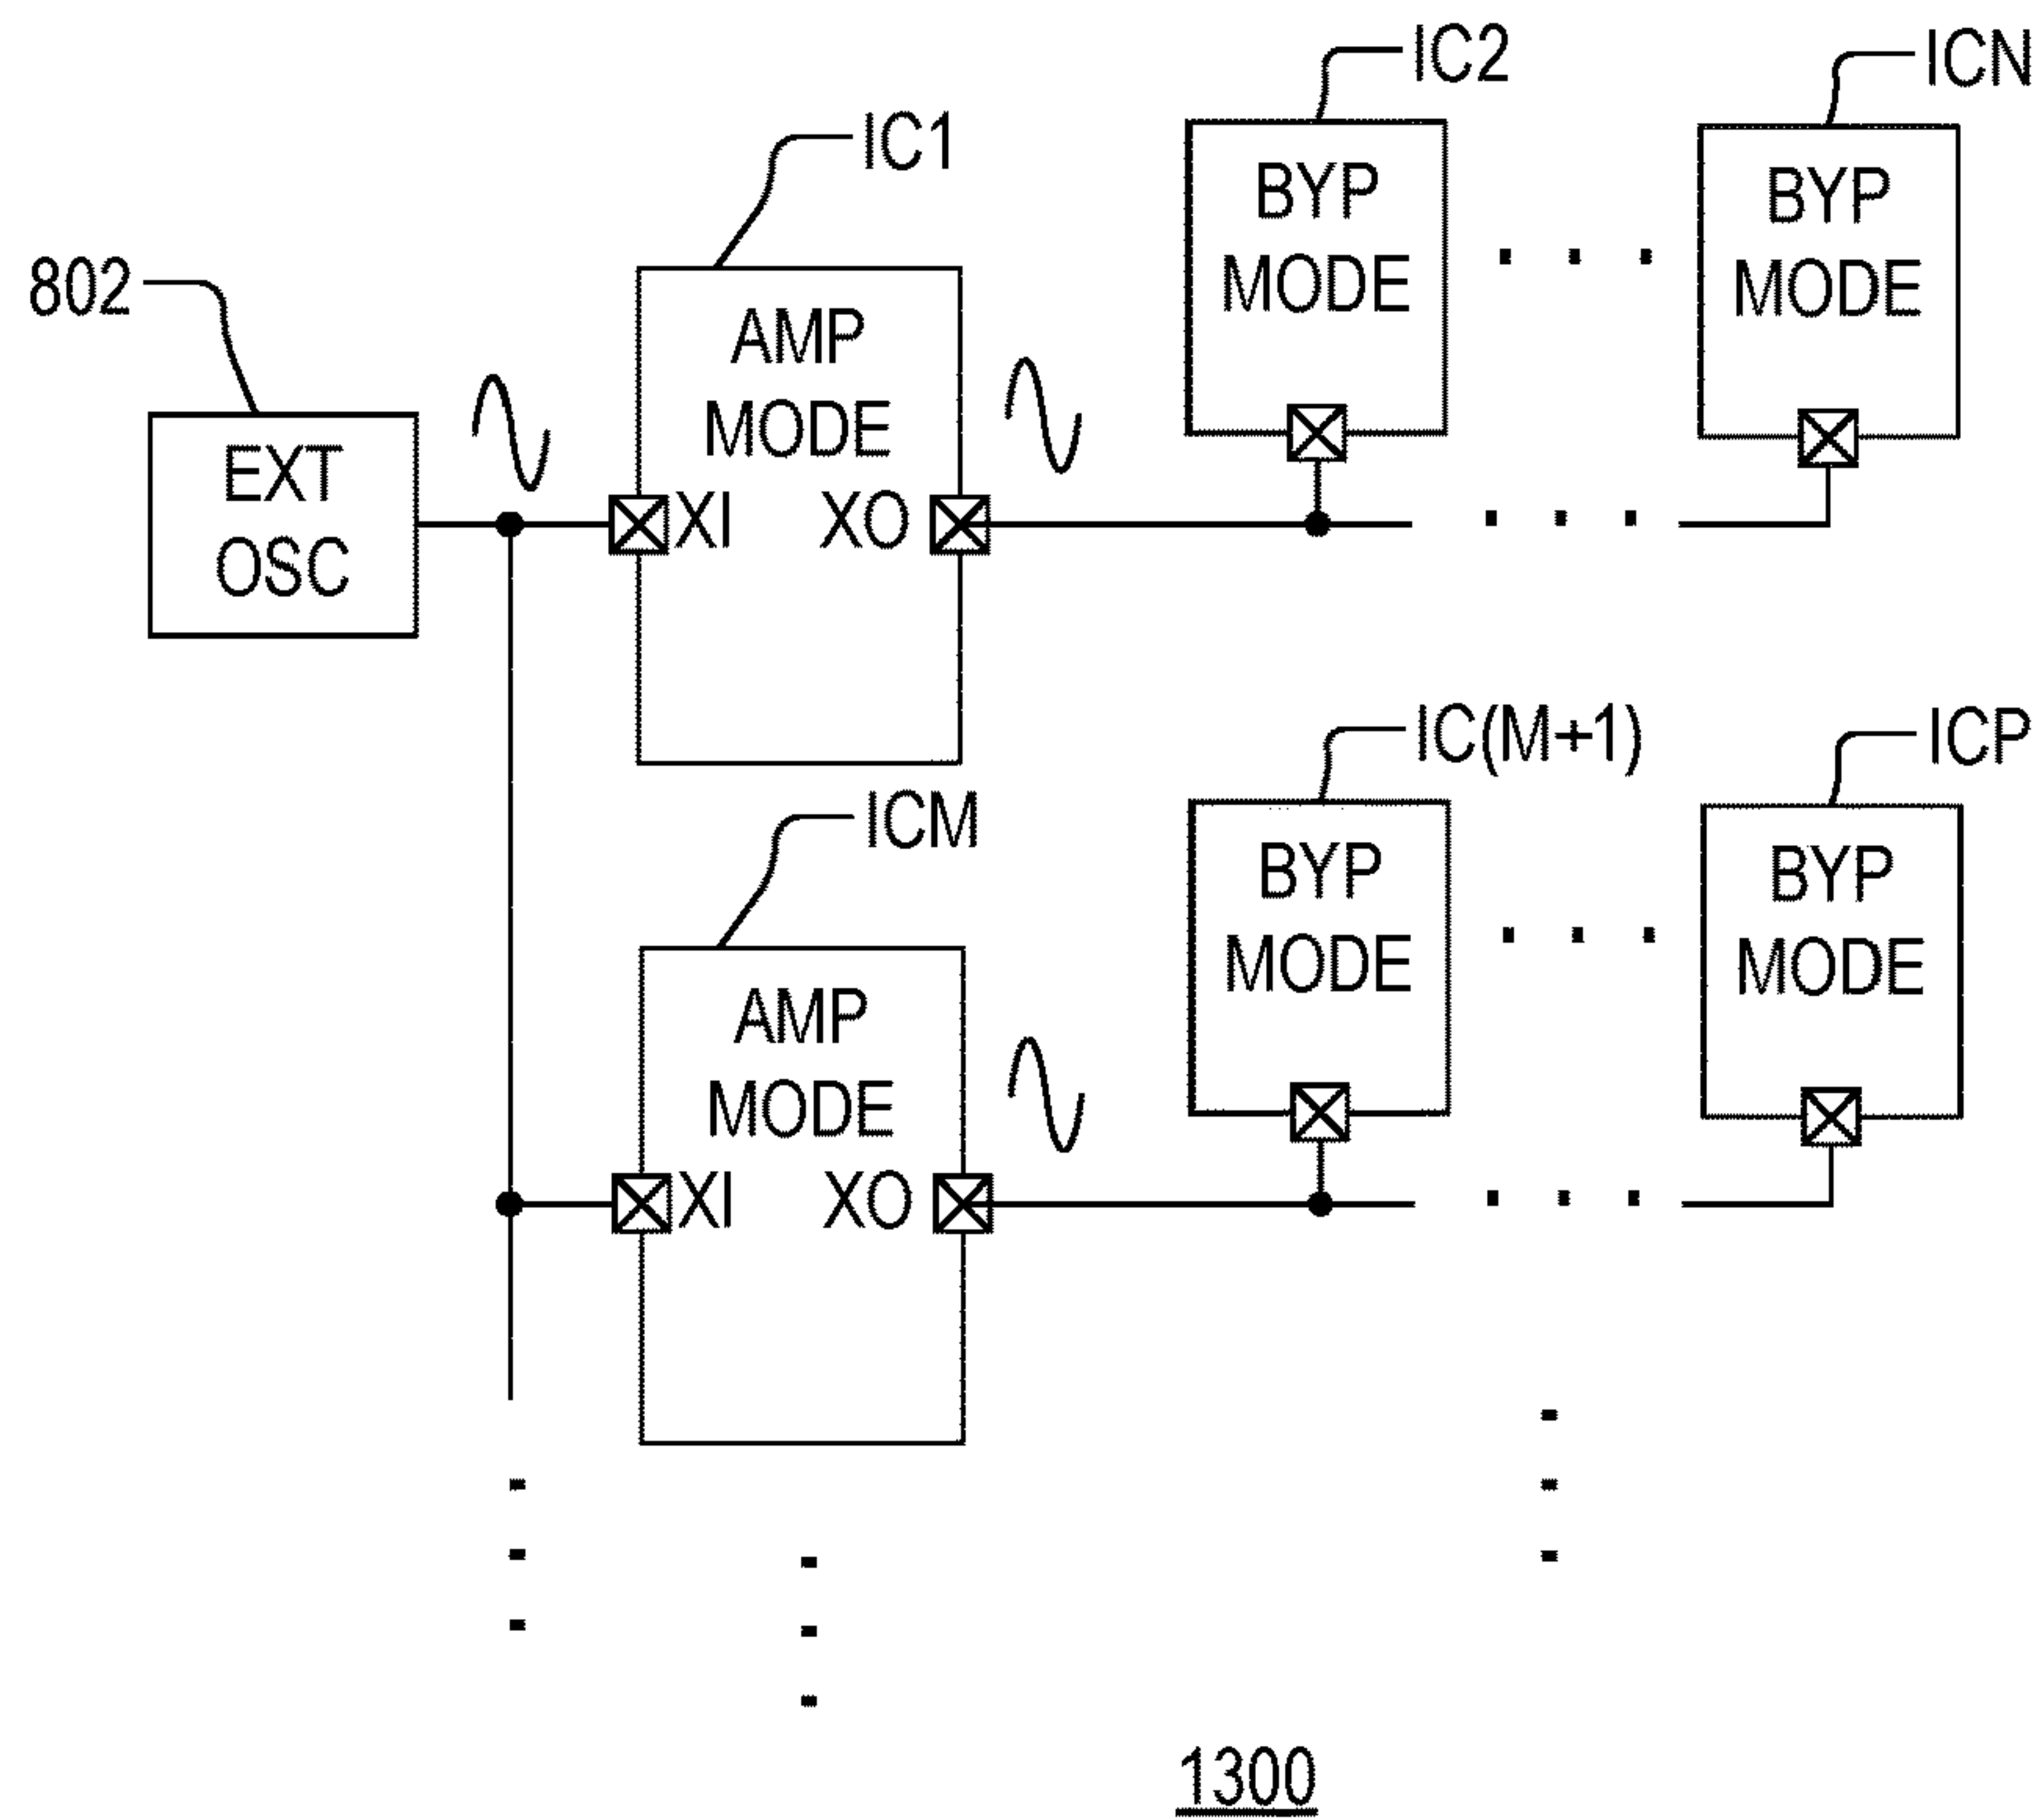 IC2
ICN
IC1
802
BYP
MODE
BYP
MODE
AMP
MODE
XI XO
EXT
OSC
IC(M+1)
ICP
ICM
BYP
MODE
BYP
MODE
AMP
MODE
XI XO
1300